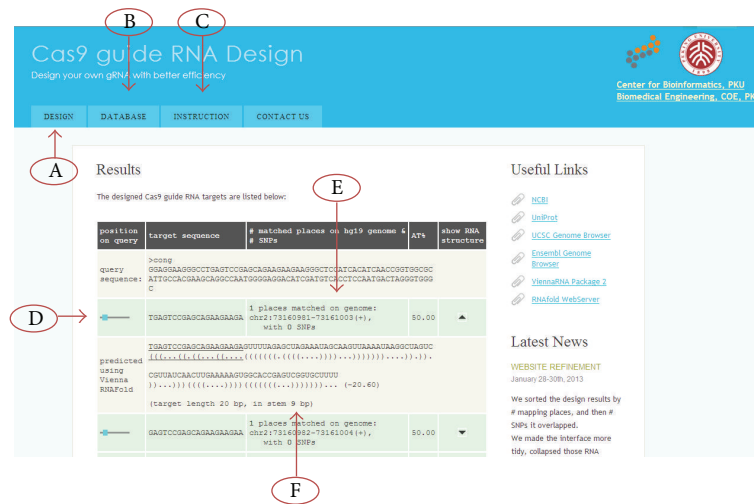 B
C
Cas9 guide RNA Design
Design your own gRNA with better efficiency
PEKING UNIVERSITY
1898
Center for Bioinformatics, PKU
Biomedical Engineering, COE, PK
DESIGN DATABASE INSTRUCTION CONTACT US
A
Results
The designed Cas9 guide RNA targets are listed below:
E
position on query
target sequence
# matched places on hg19 genome & # SNPs
AT%
show RNA structure
query sequence:
>cong
GGAGGAAGGGCCTGAGTCCGAGCAGAAGAAGAAGGGCTCCCATCACATCAACCGGTGGCGC
ATTGCCACGAAGCAGGCCAATGGGGAGGACATCGATGTCACCTCCAATGACTAGGGTGGG
C
D
TGAGTCCGAGCAGAAGAAGA
1 places matched on genome:
chr2:73160981-73161003(+),
with 0 SNPs
50.00
predicted using Vienna RNAFold
TGAGTCCGAGCAGAAGAAGAGUUUUAGAGCUAGAAAUAGCAAGUUAAAAUAAGGCUAGUC
(((...((.((...((....(((((((.((((....))))...)))))))....)).)).
CGUUAUCAACUUGAAAAAGUGGCACCGAGUCGGUGCUUUU
))...)))((((....))))(((((((...)))))))... (-20.60)
(target length 20 bp, in stem 9 bp)
GAGTCCGAGCAGAAGAAGAA
1 places matched on genome:
chr2:73160982-73161004(+),
with 0 SNPs
50.00
F
Useful Links
NCBI
UniProt
UCSC Genome Browser
Ensembl Genome
Browser
ViennaRNA Package 2
RNAfold WebServer
Latest News
WEBSITE REFINEMENT
January 28-30th, 2013
We sorted the design results by
# mapping places, and then #
SNPs it overlapped.
We made the interface more
tidy, collapsed those RNA